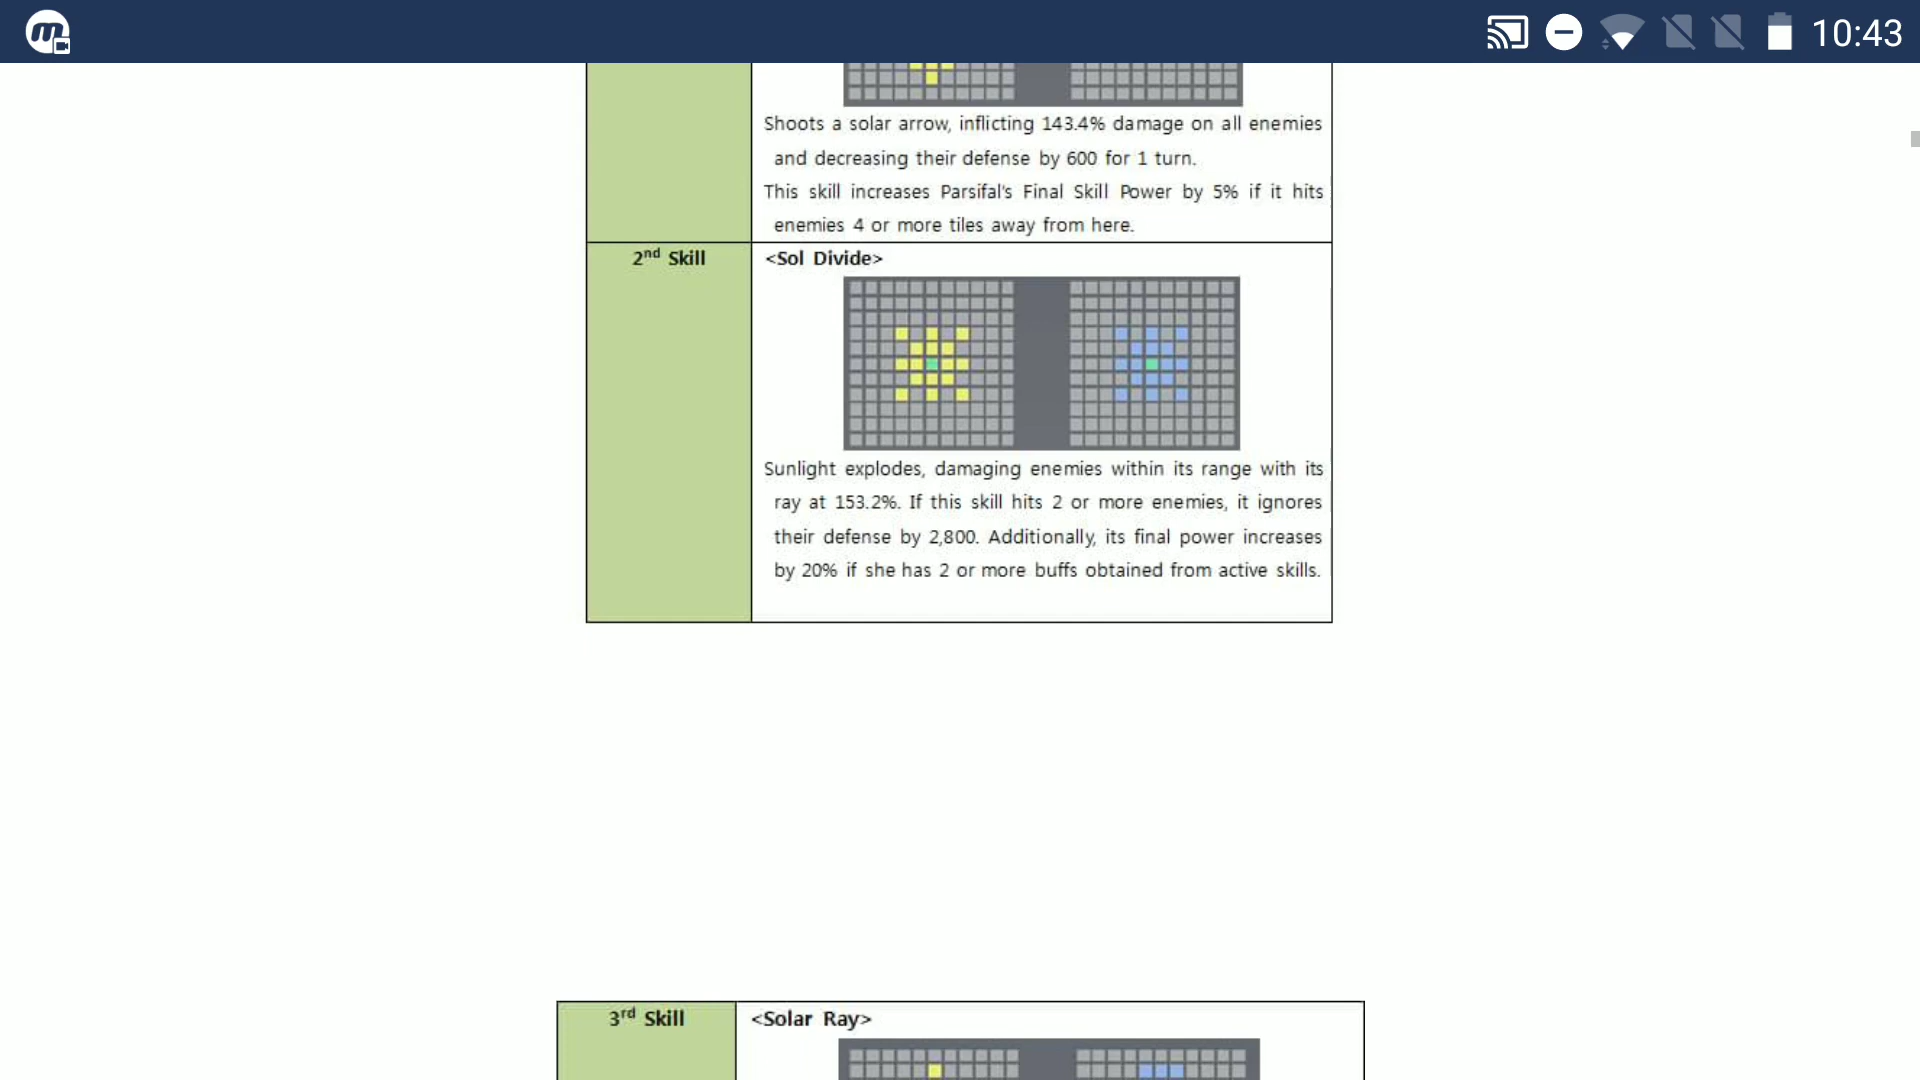 10:43
Shoots a solar arrow, inflicting 143.4% damage on all enemies
and decreasing their defense by 600 for 1 turn.
This skill increases Parsifal's Final Skill Power by 5% if it hits
enemies 4 or more tiles away from here.
2nd Skill
<Sol Divide>
Sunlight explodes, damaging enemies within its range with its
ray at 153.2%. If this skill hits 2 or more enemies, it ignores
their defense by 2,800. Additionally, its final power increases
by 20% if she has 2 or more buffs obtained from active skills.
3rd Skill
<Solar Ray>